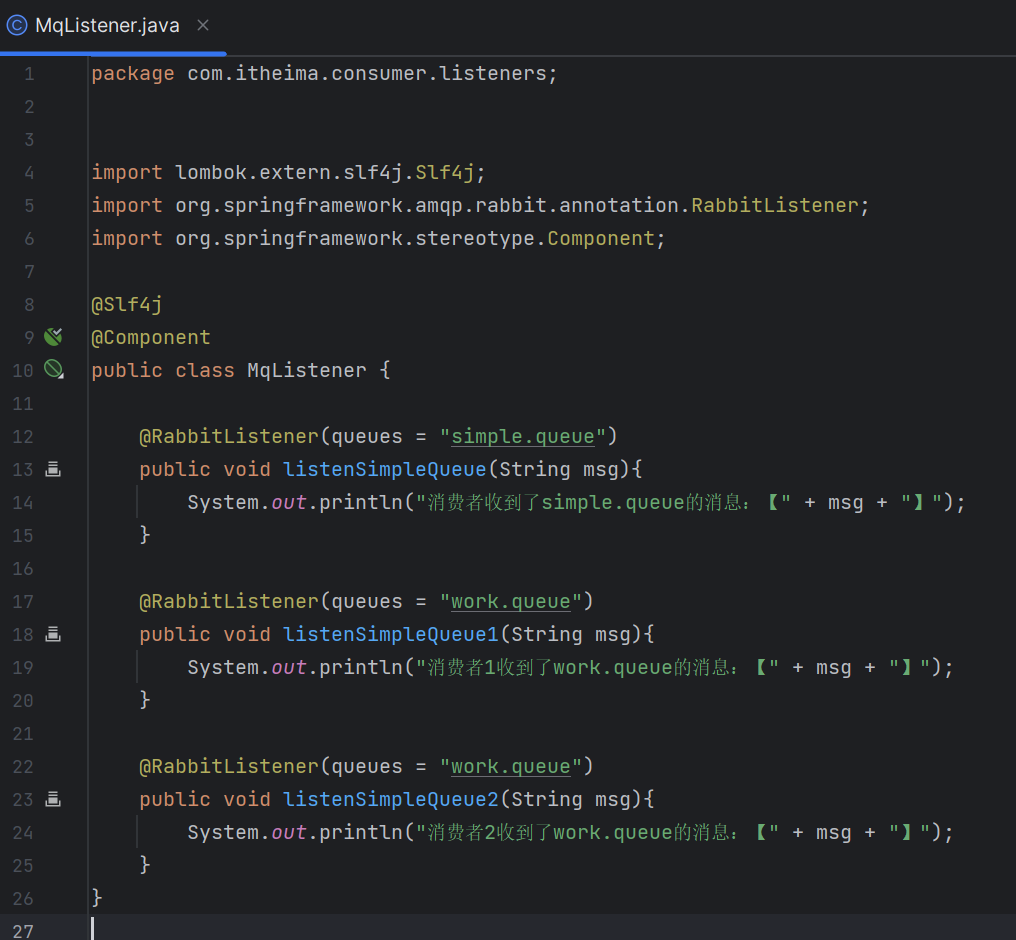 MqListener.java
1 package com.itheima.consumer.listeners;
2
3
4 import lombok.extern.slf4j.Slf4j;
5 import org.springframework.amqp.rabbit.annotation.RabbitListener;
6 import org.springframework.stereotype.Component;
7
8 @Slf4j
9 @Component
10 public class MqListener {
11
12     @RabbitListener(queues = "simple.queue")
13     public void listenSimpleQueue(String msg){
14         System.out.println("消费者收到了simple.queue的消息：【" + msg + "】");
15     }
16
17     @RabbitListener(queues = "work.queue")
18     public void listenSimpleQueue1(String msg){
19         System.out.println("消费者1收到了work.queue的消息：【" + msg + "】");
20     }
21
22     @RabbitListener(queues = "work.queue")
23     public void listenSimpleQueue2(String msg){
24         System.out.println("消费者2收到了work.queue的消息：【" + msg + "】");
25     }
26 }
27